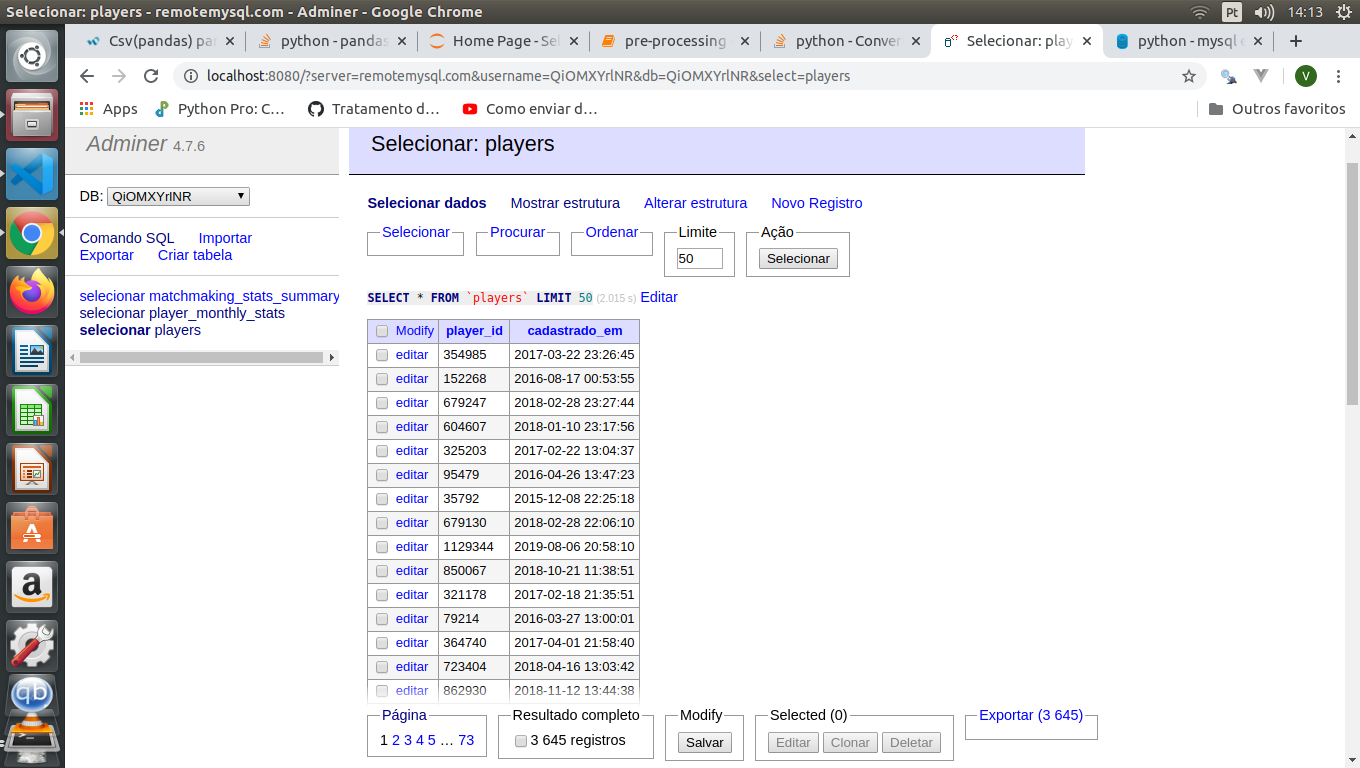 Selecionar: players - remotemysql.com - Adminer - Google Chrome
Pt
14:13
Csv(pandas) pa
python - pandas
Home Page - Sel
pre-processing
python - Conver
Selecionar: play
python - mysql e
localhost:8080/?server=remotemysql.com&username=QiOMXYrlNR&db=QiOMXYrlNR&select=players
V
Apps
Python Pro: C...
Tratamento d...
Como enviar d...
Outros favoritos
Adminer 4.7.6
Selecionar: players
DB: QiOMXYrlNR
Selecionar dados Mostrar estrutura Alterar estrutura Novo Registro
Comando SQL Importar
Exportar Criar tabela
selecionar matchmaking_stats_summary
selecionar player_monthly_stats
selecionar players
Selecionar Procurar Ordenar Limite Ação
50 Selecionar
SELECT * FROM `players` LIMIT 50 (2.015 s) Editar
Modify player_id cadastrado_em
editar 354985 2017-03-22 23:26:45
editar 152268 2016-08-17 00:53:55
editar 679247 2018-02-28 23:27:44
editar 604607 2018-01-10 23:17:56
editar 325203 2017-02-22 13:04:37
editar 95479 2016-04-26 13:47:23
editar 35792 2015-12-08 22:25:18
editar 679130 2018-02-28 22:06:10
editar 1129344 2019-08-06 20:58:10
editar 850067 2018-10-21 11:38:51
editar 321178 2017-02-18 21:35:51
editar 79214 2016-03-27 13:00:01
editar 364740 2017-04-01 21:58:40
editar 723404 2018-04-16 13:03:42
editar 862930 2018-11-12 13:44:38
Página Resultado completo Modify Selected (0) Exportar (3 645)
1 2 3 4 5 ... 73 3 645 registros Salvar Editar Clonar Deletar